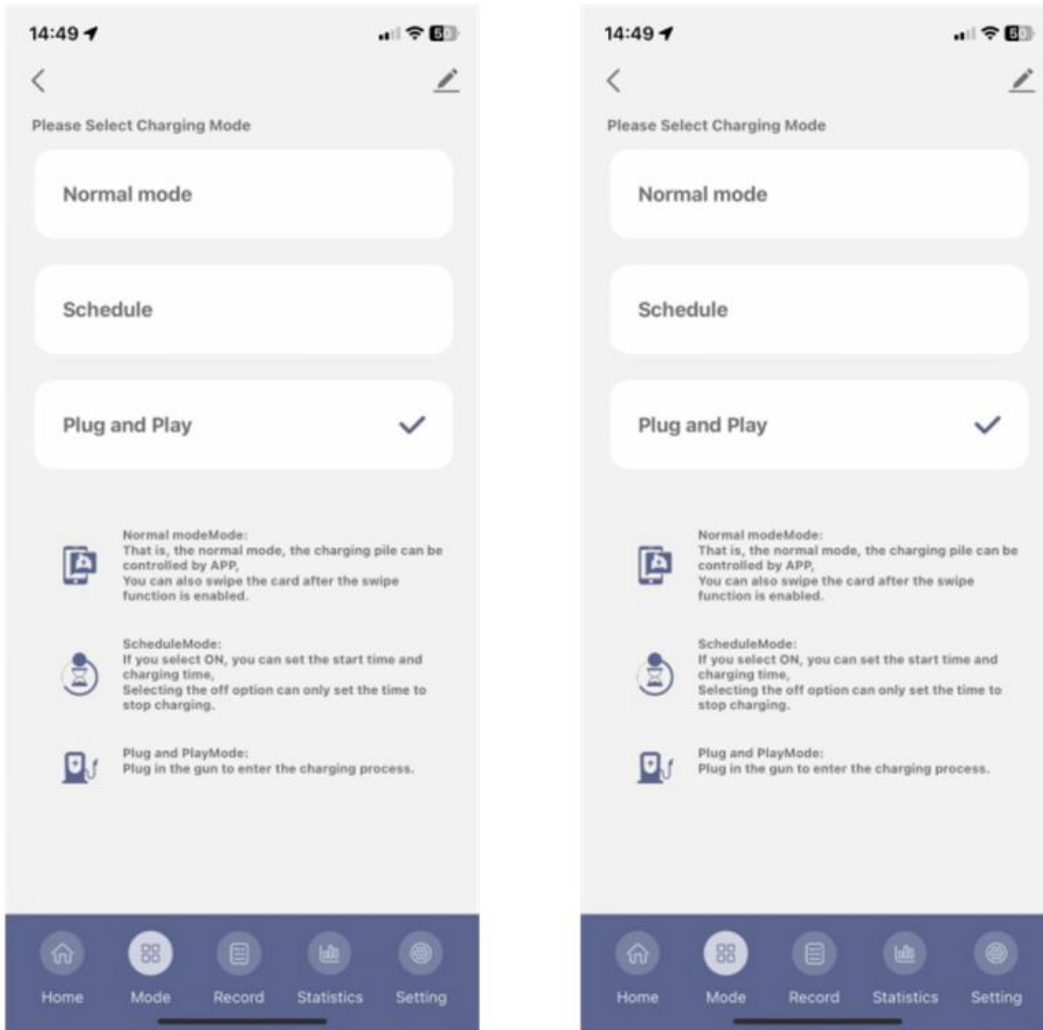 14:49
50
Please Select Charging Mode
Normal mode
Schedule
Plug and Play
Normal modeMode:
That is, the normal mode, the charging pile can be
controlled by APP,
You can also swipe the card after the swipe
function is enabled.
ScheduleMode:
If you select ON, you can set the start time and
charging time,
Selecting the off option can only set the time to
stop charging.
Plug and PlayMode:
Plug in the gun to enter the charging process.
Home Mode Record Statistics Setting
14:49
50
Please Select Charging Mode
Normal mode
Schedule
Plug and Play
Normal modeMode:
That is, the normal mode, the charging pile can be
controlled by APP,
You can also swipe the card after the swipe
function is enabled.
ScheduleMode:
If you select ON, you can set the start time and
charging time,
Selecting the off option can only set the time to
stop charging.
Plug and PlayMode:
Plug in the gun to enter the charging process.
Home Mode Record Statistics Setting